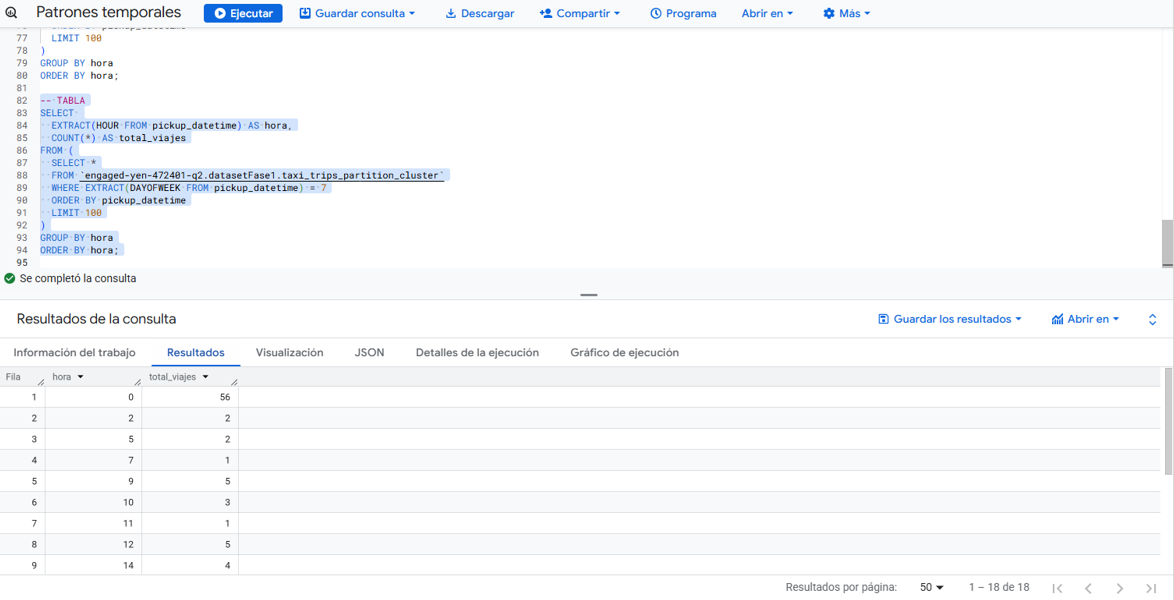 Patrones temporales Ejecutar Guardar consulta Descargar Compartir Programa Abrir en Más
77 LIMIT 100
78 )
79 GROUP BY hora
80 ORDER BY hora;
81
82 -- TABLA
83 SELECT
84 EXTRACT(HOUR FROM pickup_datetime) AS hora,
85 COUNT(*) AS total_viajes
86 FROM (
87 SELECT *
88 FROM `engaged-yen-472401-q2.datasetFase1.taxi_trips_partition_cluster`
89 WHERE EXTRACT(DAYOFWEEK FROM pickup_datetime) = 7
90 ORDER BY pickup_datetime
91 LIMIT 100
92 )
93 GROUP BY hora
94 ORDER BY hora;
95
Se completó la consulta
Resultados de la consulta Guardar los resultados Abrir en
Información del trabajo Resultados Visualización JSON Detalles de la ejecución Gráfico de ejecución
Fila hora total_viajes
1 0 56
2 2 2
3 5 2
4 7 1
5 9 5
6 10 3
7 11 1
8 12 5
9 14 4
Resultados por página: 50 1 – 18 de 18